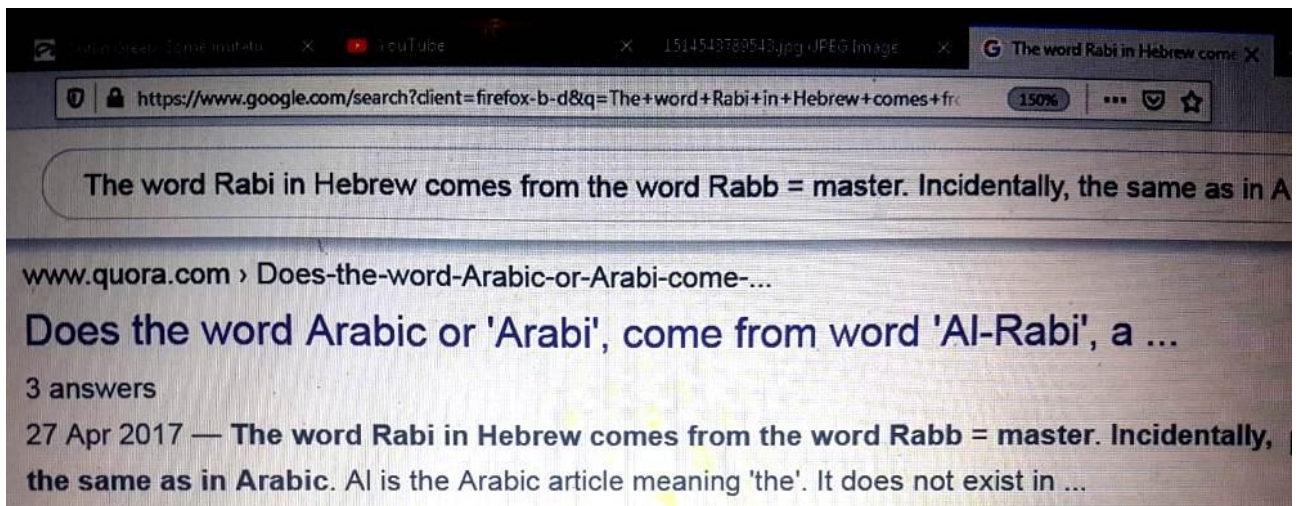 YouTube
1514543789543.jpg (JPEG Image
G The word Rabi in Hebrew come
https://www.google.com/search?client=firefox-b-d&q=The+word+Rabi+in+Hebrew+comes+fr
150%
The word Rabi in Hebrew comes from the word Rabb = master. Incidentally, the same as in A
www.quora.com › Does-the-word-Arabic-or-Arabi-come-...
Does the word Arabic or 'Arabi', come from word 'Al-Rabi', a ...
3 answers
27 Apr 2017 — The word Rabi in Hebrew comes from the word Rabb = master. Incidentally,
the same as in Arabic. Al is the Arabic article meaning 'the'. It does not exist in ...